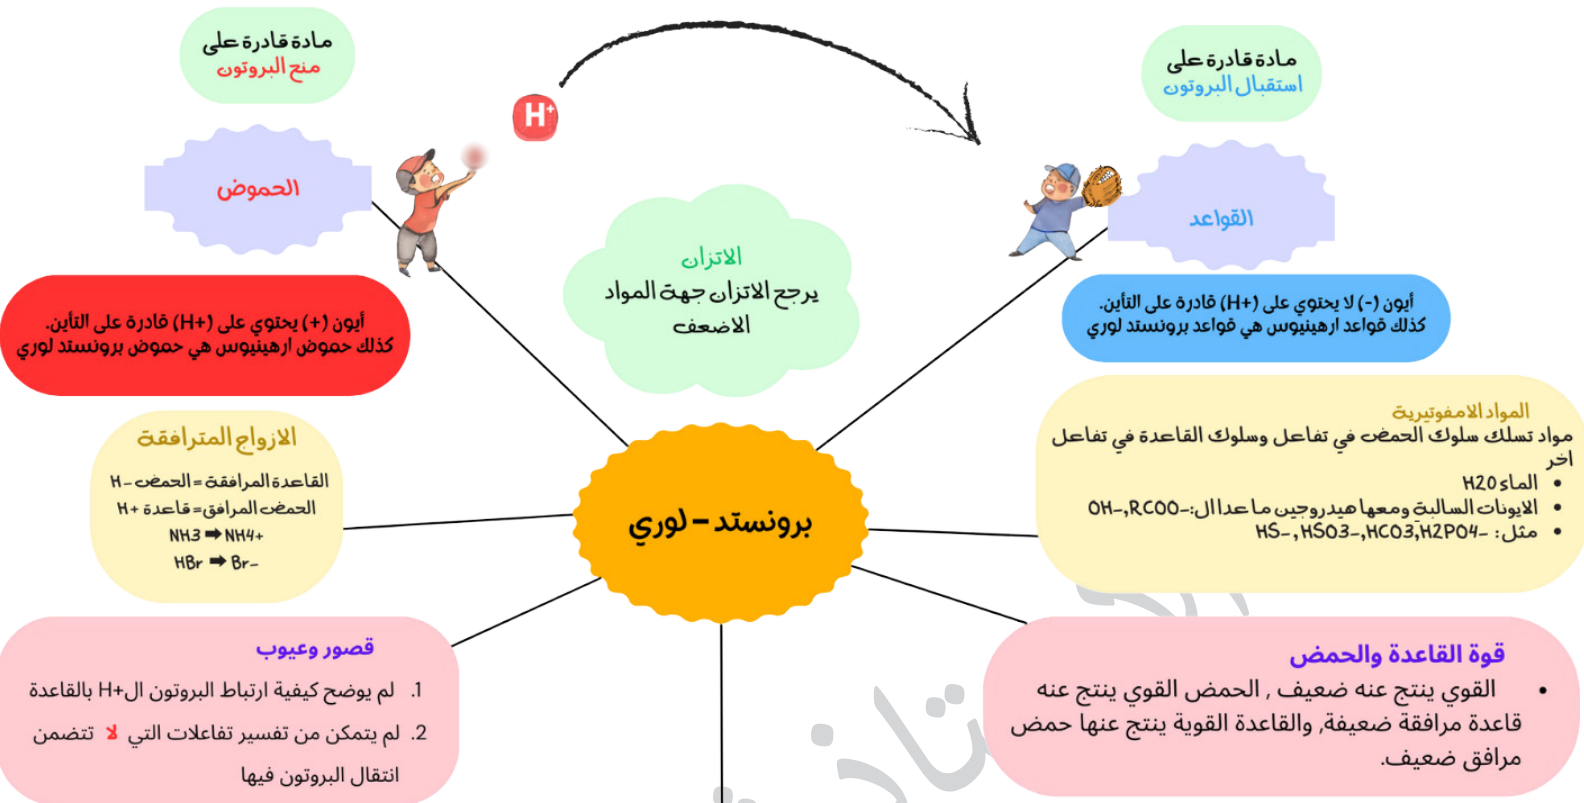 مادة قادرة على
منح البروتون
H+
مادة قادرة على
استقبال البروتون
الحموض
القواعد
الاتزان
يرجح الاتزان جهة المواد
الاضعف
أيون (+) يحتوي على (H+) قادرة على التأين.
كذلك حموض ارهينيوس هي حموض برونستد لوري
أيون (-) لا يحتوي على (H+) قادرة على التأين.
كذلك قواعد ارهينيوس هي قواعد برونستد لوري
الازواج المترافقة
القاعدة المرافقة = الحمض - H
الحمض المرافق = قاعدة + H
NH3 ➡ NH4+
HBr ➡ Br-
المواد الامفوتيرية
مواد تسلك سلوك الحمض في تفاعل وسلوك القاعدة في تفاعل
اخر
• الماء H2O
• الايونات السالبة ومعها هيدروجين ما عدا ال: OH-,RCOO-
• مثل: HS-,HSO3-,HCO3,H2PO4-
برونستد - لوري
قصور وعيوب
1. لم يوضح كيفية ارتباط البروتون الH+ بالقاعدة
2. لم يتمكن من تفسير تفاعلات التي لا تتضمن
انتقال البروتون فيها
قوة القاعدة والحمض
• القوي ينتج عنه ضعيف , الحمض القوي ينتج عنه
قاعدة مرافقة ضعيفة, والقاعدة القوية ينتج عنها حمض
مرافق ضعيف.